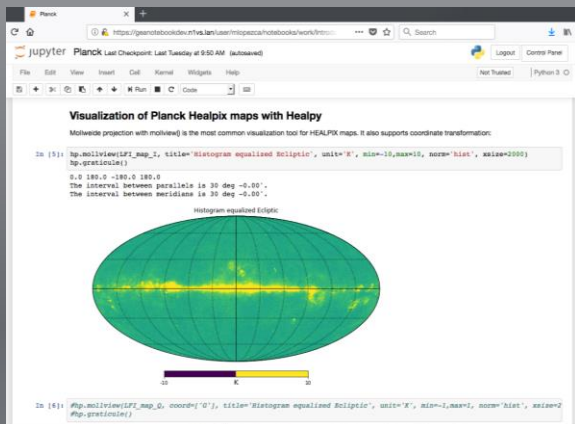 Planck
https://geanotebookdev.n1vs.lan/user/mlopezca/notebooks/work/Introd
Search
jupyter Planck Last Checkpoint: Last Tuesday at 9:50 AM (autosaved)
Logout
Control Panel
File Edit View Insert Cell Kernel Widgets Help
Not Trusted
Python 3
Run
Code
Visualization of Planck Healpix maps with Healpy
Mollweide projection with mollview() is the most common visualization tool for HEALPIX maps. It also supports coordinate transformation:
In [5]: hp.mollview(LFI_map_I, title='Histogram equalized Ecliptic', unit='K', min=-10,max=10, norm='hist', xsize=2000)
hp.graticule()
0.0 180.0 -180.0 180.0
The interval between parallels is 30 deg -0.00'.
The interval between meridians is 30 deg -0.00'.
Histogram equalized Ecliptic
-10 K 10
In [6]: #hp.mollview(LFI_map_Q, coord=['G'], title='Histogram equalized Ecliptic', unit='K', min=-1,max=1, norm='hist', xsize=2
#hp.graticule()